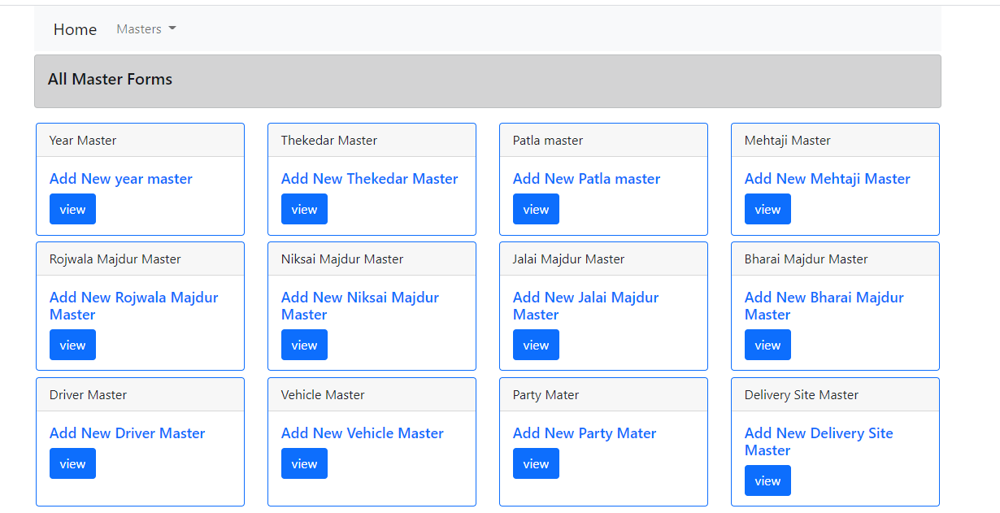 Home Masters
All Master Forms
Year Master
Add New year master
view
Thekedar Master
Add New Thekedar Master
view
Patla master
Add New Patla master
view
Mehtaji Master
Add New Mehtaji Master
view
Rojwala Majdur Master
Add New Rojwala Majdur
Master
view
Niksai Majdur Master
Add New Niksai Majdur
Master
view
Jalai Majdur Master
Add New Jalai Majdur
Master
view
Bharai Majdur Master
Add New Bharai Majdur
Master
view
Driver Master
Add New Driver Master
view
Vehicle Master
Add New Vehicle Master
view
Party Mater
Add New Party Mater
view
Delivery Site Master
Add New Delivery Site
Master
view